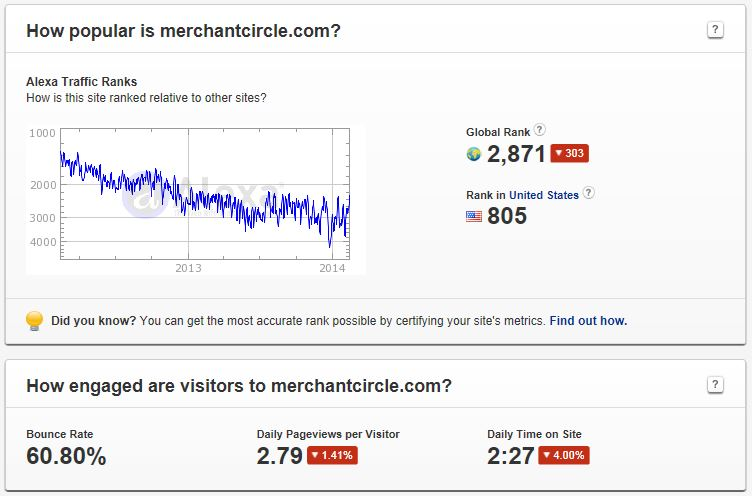 How popular is merchantcircle.com?
?
Alexa Traffic Ranks
How is this site ranked relative to other sites?
1000
2000
3000
4000
Alexa
2013
2014
Global Rank ?
2,871 ▼ 303
Rank in United States ?
805
Did you know? You can get the most accurate rank possible by certifying your site's metrics. Find out how.
How engaged are visitors to merchantcircle.com?
?
Bounce Rate
60.80%
Daily Pageviews per Visitor
2.79 ▼ 1.41%
Daily Time on Site
2:27 ▼ 4.00%